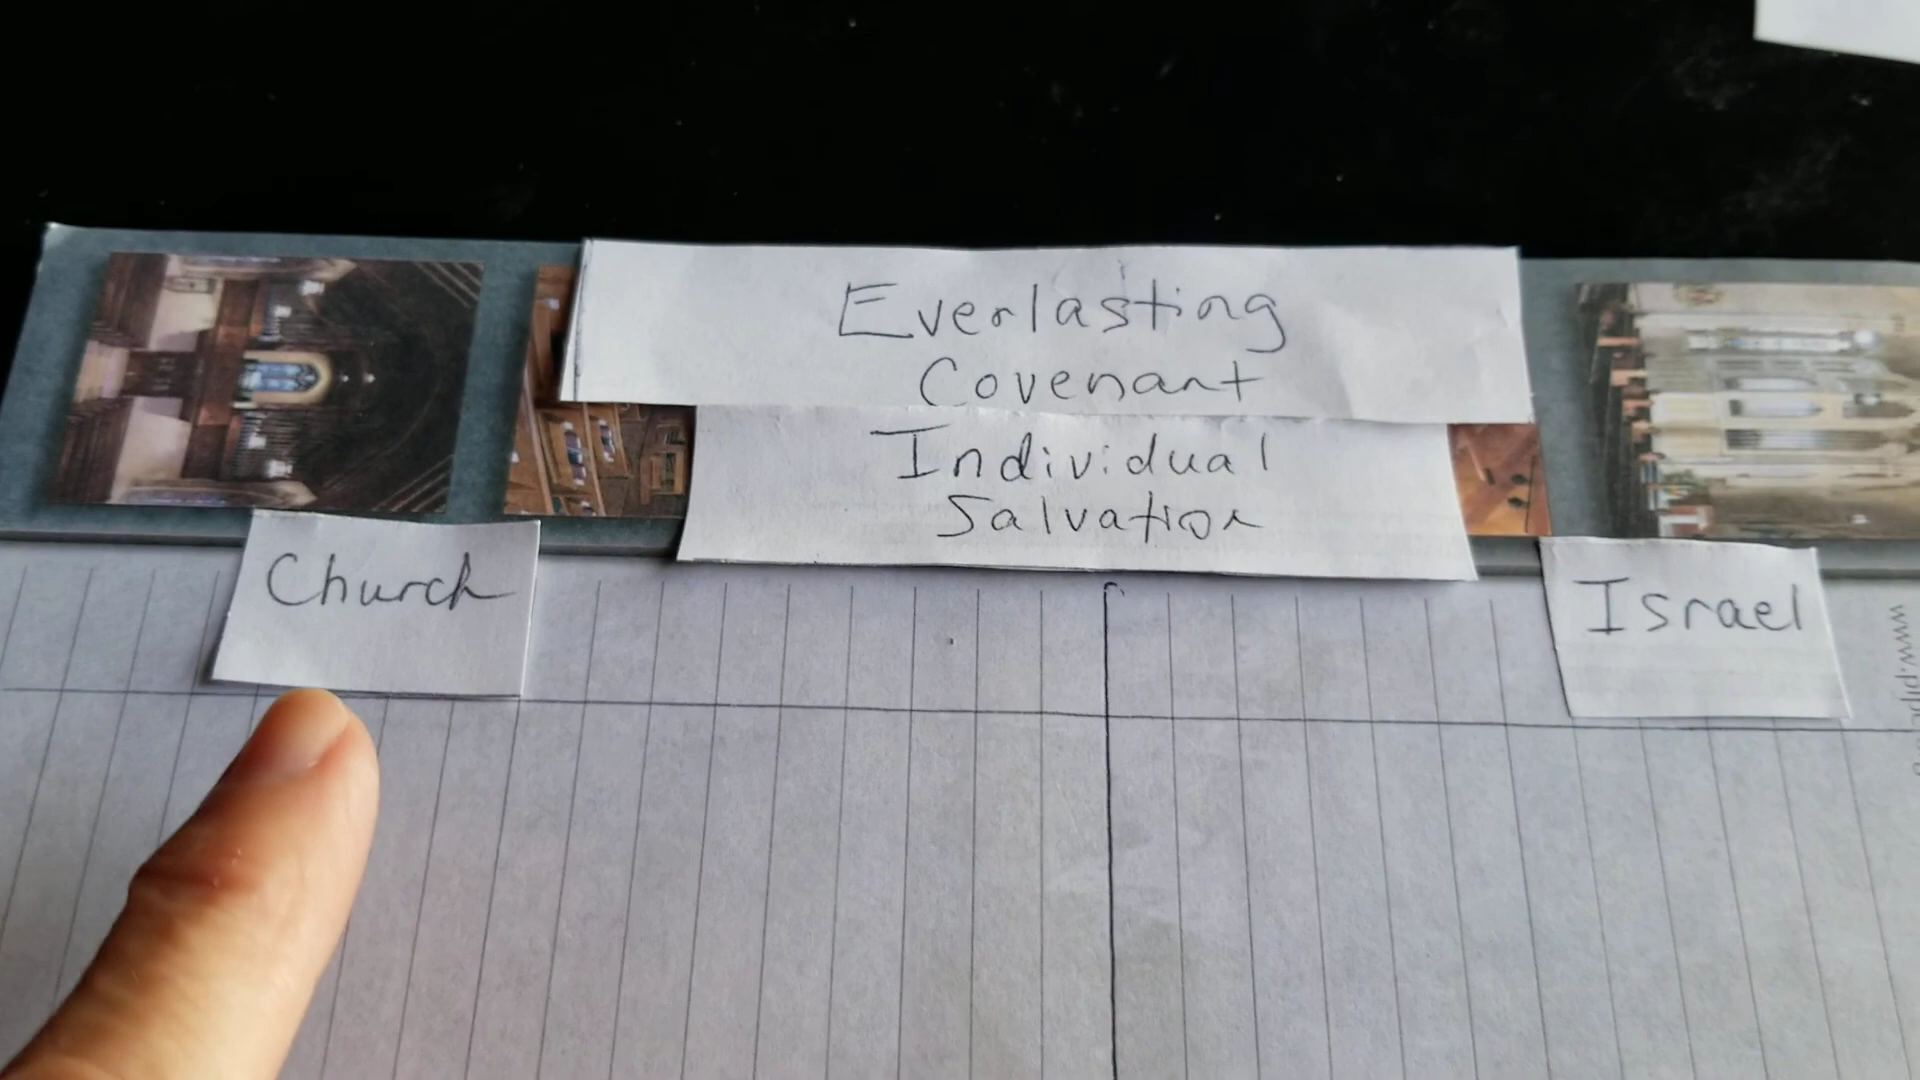 Everlasting
Covenant
Individual
Salvation
Church
Israel